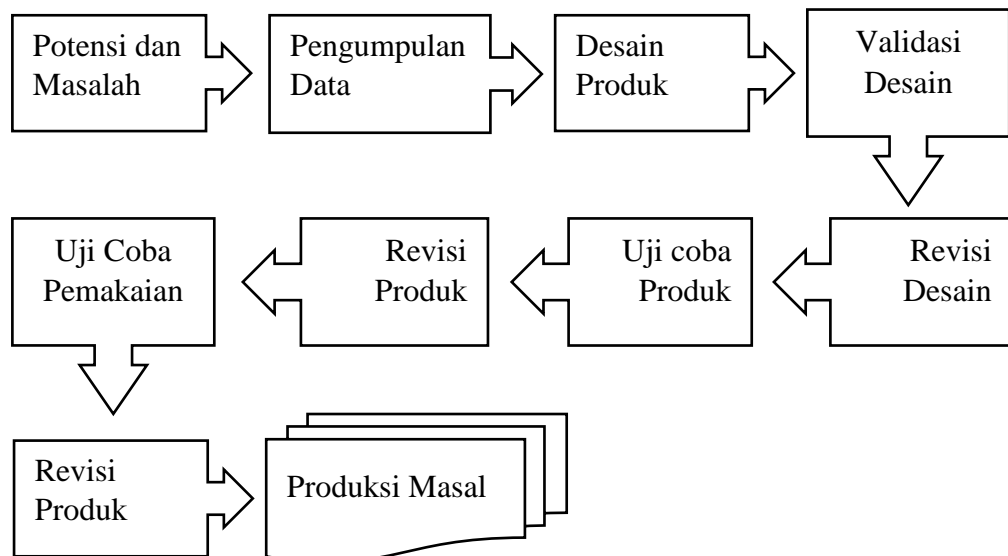 Potensi dan
Masalah
Pengumpulan
Data
Desain
Produk
Validasi
Desain
Revisi
Desain
Uji coba
Produk
Revisi
Produk
Uji Coba
Pemakaian
Revisi
Produk
Produksi Masal